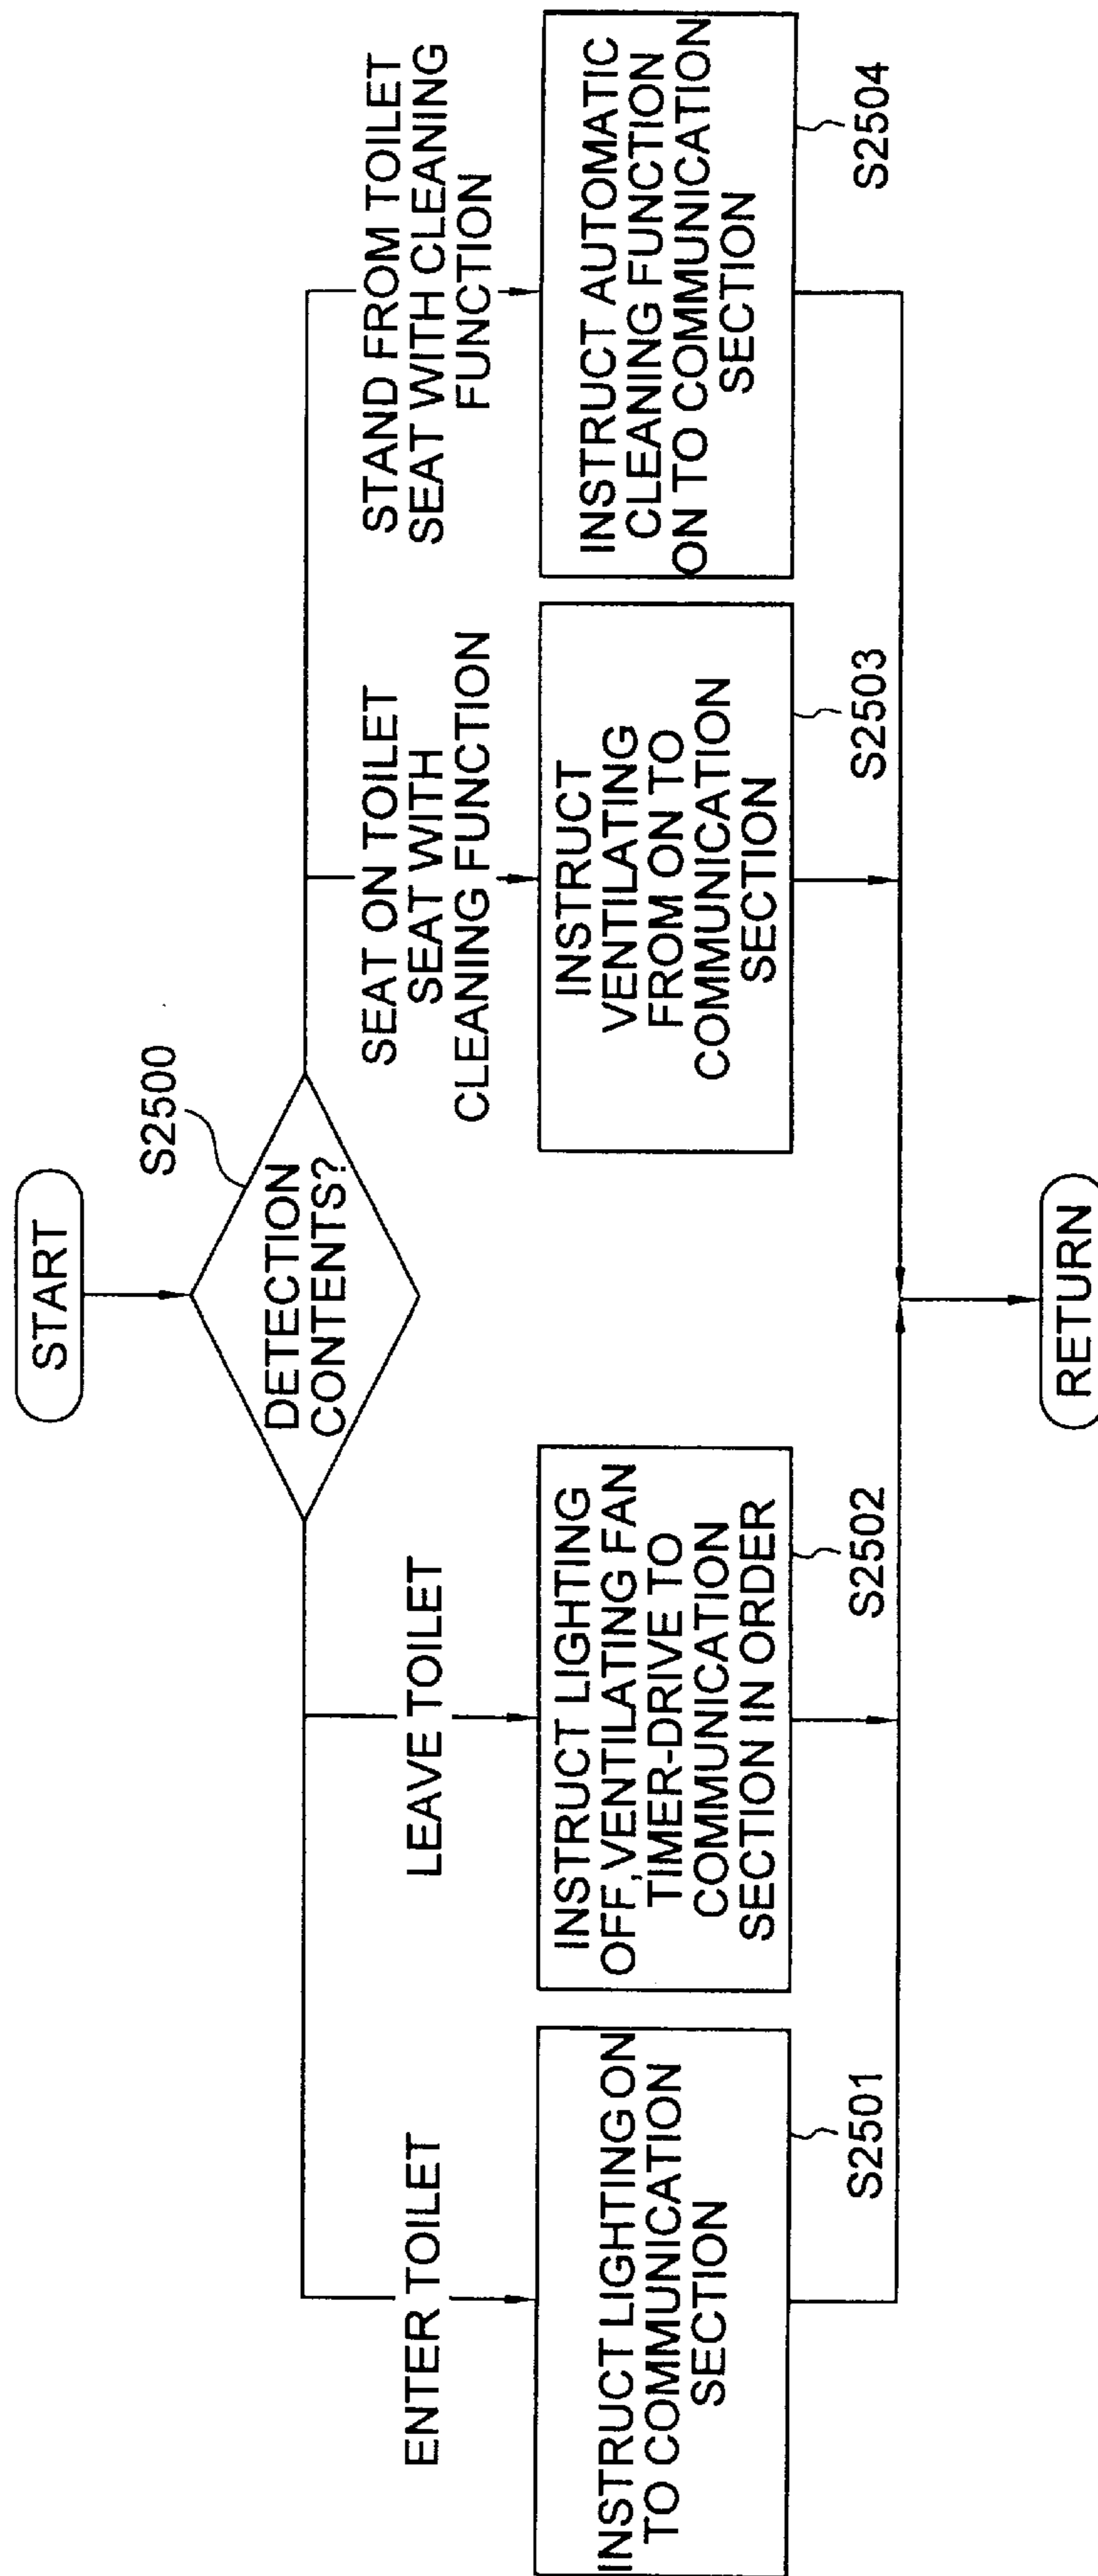 START
S2500
DETECTION
CONTENTS?
ENTER TOILET
LEAVE TOILET
SEAT ON TOILET
SEAT WITH
CLEANING FUNCTION
STAND FROM TOILET
SEAT WITH CLEANING
FUNCTION
INSTRUCT LIGHTING ON
TO COMMUNICATION
SECTION
S2501
INSTRUCT LIGHTING
OFF, VENTILATING FAN
TIMER-DRIVE TO
COMMUNICATION
SECTION IN ORDER
S2502
INSTRUCT
VENTILATING
FROM ON TO
COMMUNICATION
SECTION
S2503
INSTRUCT AUTOMATIC
CLEANING FUNCTION
ON TO COMMUNICATION
SECTION
S2504
RETURN